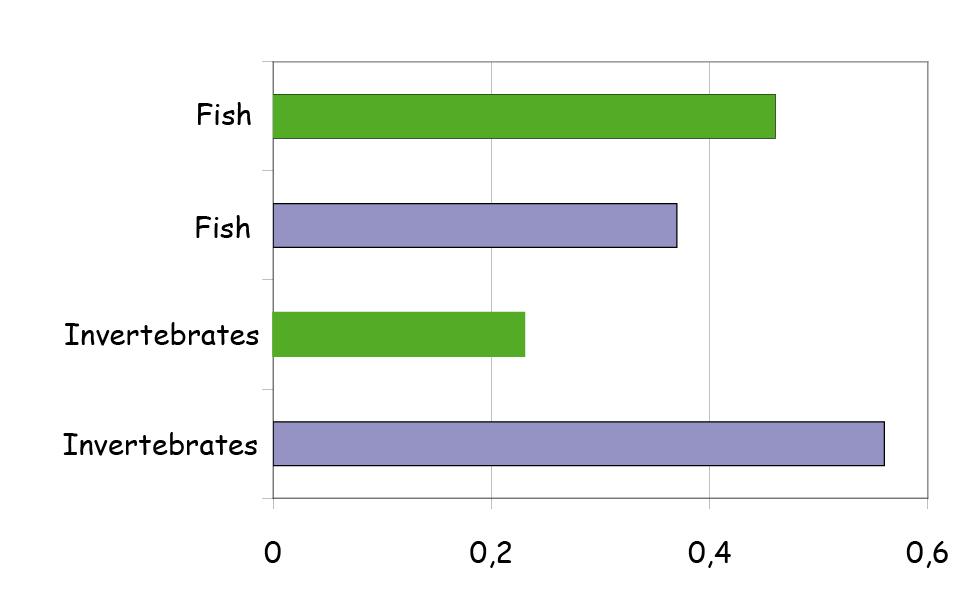 Fish
Fish
Invertebrates
Invertebrates
0 0,2 0,4 0,6